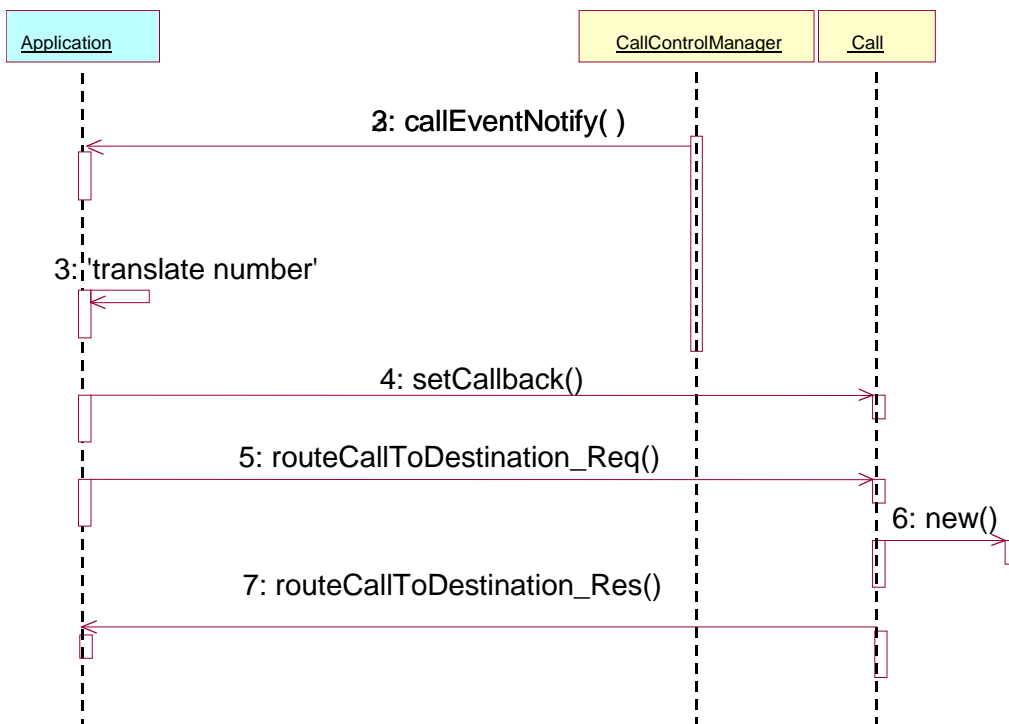 Application
CallControlManager
Call
2: callEventNotify( )
3: 'translate number'
4: setCallback()
5: routeCallToDestination_Req()
6: new()
7: routeCallToDestination_Res()